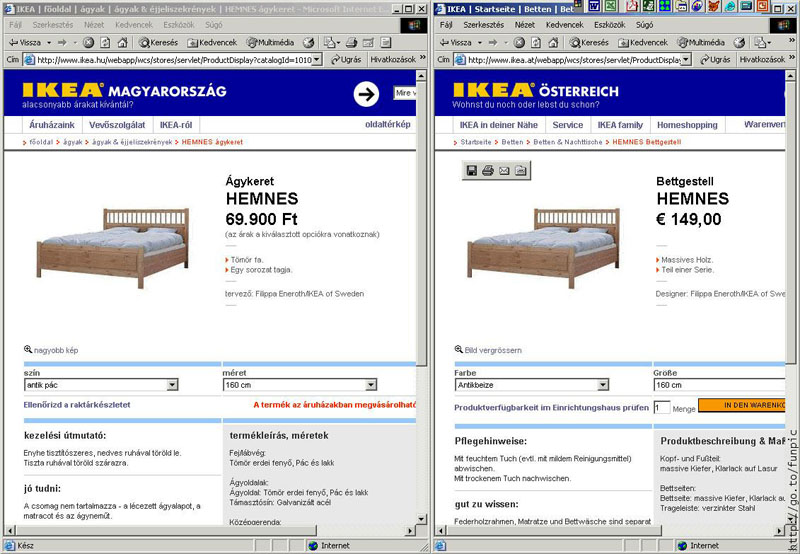 IKEA | főoldal | ágyak | ágyak & éjjeliszekrények | HEMNES ágykeret - Microsoft Internet
Fájl Szerkesztés Nézet Kedvencek Eszközök Súgó
Vissza Keresés Kedvencek Multimédia
Cím http://www.ikea.hu/webapp/wcs/stores/servlet/ProductDisplay?catalogId=1010 Ugrás Hivatkozások
IKEA MAGYARORSZÁG
alacsonyabb árakat kívántál?
Mire v
Áruházaink Vevőszolgálat IKEA-ról oldaltérkép
főoldal ágyak ágyak & éjjeliszekrények HEMNES ágykeret
Ágykeret
HEMNES
69.900 Ft
(az árak a kiválasztott opciókra vonatkoznak)
Tömör fa.
Egy sorozat tagja.
tervező: Filippa Eneroth/IKEA of Sweden
nagyobb kép
szín méret
antik pác 160 cm
Ellenőrizd a raktárkészletet A termék az áruházakban megvásárolható
kezelési útmutató:
Enyhe tisztítószeres, nedves ruhával töröld le.
Tiszta ruhával töröld szárazra.
jó tudni:
A csomag nem tartalmazza - a lécezett ágyalapot, a
matracot és az ágyneműt.
termékleírás, méretek
Fej/lábvég:
Tömör erdei fenyő, Pác és lakk
Ágyoldalak:
Ágyoldal: Tömör erdei fenyő, Pác és lakk
Támasztósín: Galvanizált acél
Középgerenda:
Kész Internet
IKEA | Startseite | Betten | Be
Fájl Szerkesztés Nézet Kedvencek Eszközök Súgó
Vissza Keresés Kedvencek Multimédia
Cím http://www.ikea.at/webapp/wcs/stores/servlet/ProductDisplay Ugrás Hivatkozások
IKEA ÖSTERREICH
Wohnst du noch oder lebst du schon?
IKEA in deiner Nähe Service IKEA family Homeshopping Warenver
Startseite Betten Betten & Nachttische HEMNES Bettgestell
Bettgestell
HEMNES
€ 149,00
Massives Holz.
Teil einer Serie.
Designer: Filippa Eneroth/IKEA of Swe
Bild vergrössern
Farbe Größe
Antikbeize 160 cm
Produktverfügbarkeit im Einrichtungshaus prüfen 1 Menge IN DEN WARENKO
Pflegehinweise:
Mit feuchtem Tuch (evtl. mit mildem Reinigungsmittel)
abwischen.
Mit trockenem Tuch nachwischen.
gut zu wissen:
Federholzrahmen, Matratze und Bettwäsche sind separat
Produktbeschreibung & Maß
Kopf- und Fußteil:
massive Kiefer, Klarlack auf Lasur
Bettseiten:
Bettseite: massive Kiefer, Klarlack au
Trageleiste: verzinkter Stahl
Internet
http://go.to/funpic